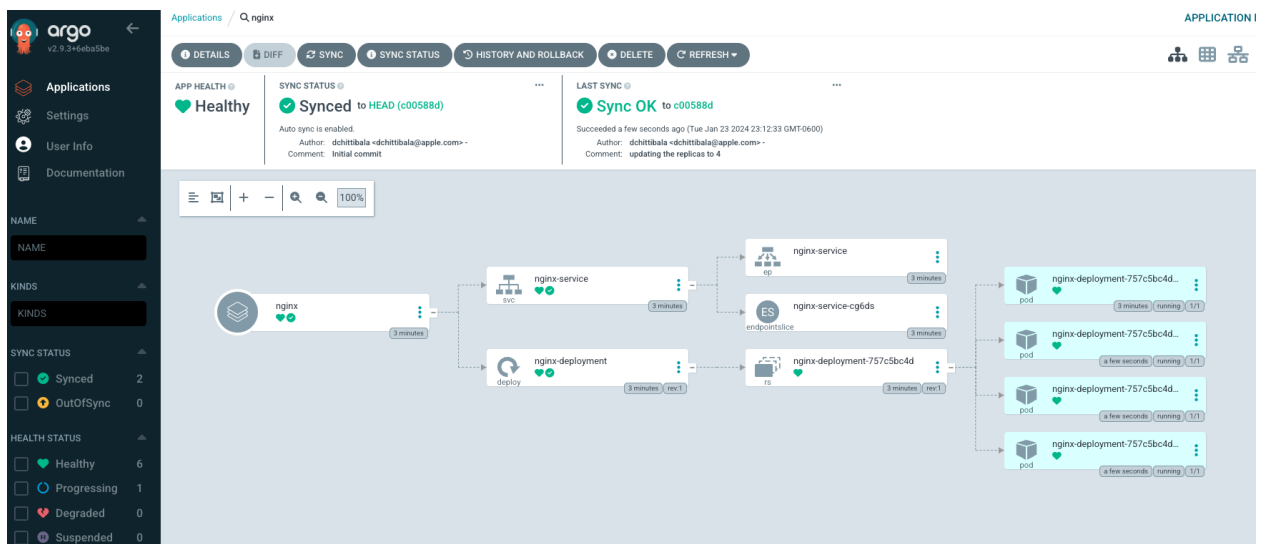 argo
v2.9.3+6eba5be
Applications
Settings
User Info
Documentation
NAME
NAME
KINDS
KINDS
SYNC STATUS
Synced 2
OutOfSync 0
HEALTH STATUS
Healthy 6
Progressing 1
Degraded 0
Suspended 0
Applications / nginx
APPLICATION
DETAILS DIFF SYNC SYNC STATUS HISTORY AND ROLLBACK DELETE REFRESH
APP HEALTH
Healthy
SYNC STATUS
Synced to HEAD (c00588d)
Auto sync is enabled.
Author: dchittibala <dchittibala@apple.com> -
Comment: Initial commit
LAST SYNC
Sync OK to c00588d
Succeeded a few seconds ago (Tue Jan 23 2024 23:12:33 GMT-0600)
Author: dchittibala <dchittibala@apple.com> -
Comment: updating the replicas to 4
100%
nginx
3 minutes
nginx-service
svc
3 minutes
nginx-deployment
deploy
3 minutes rev:1
nginx-service
ep
3 minutes
ES
nginx-service-cg6ds
endpointslice
3 minutes
nginx-deployment-757c5bc4d
rs
3 minutes rev:1
nginx-deployment-757c5bc4d...
pod
3 minutes running 1/1
nginx-deployment-757c5bc4d...
pod
a few seconds running 1/1
nginx-deployment-757c5bc4d...
pod
a few seconds running 1/1
nginx-deployment-757c5bc4d...
pod
a few seconds running 1/1